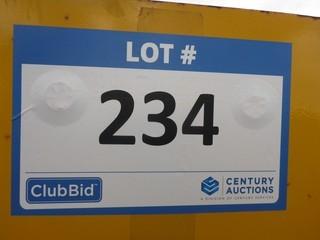 LOT #
234
ClubBid
CENTURY
AUCTIONS
A DIVISION OF CENTURY SERVICES